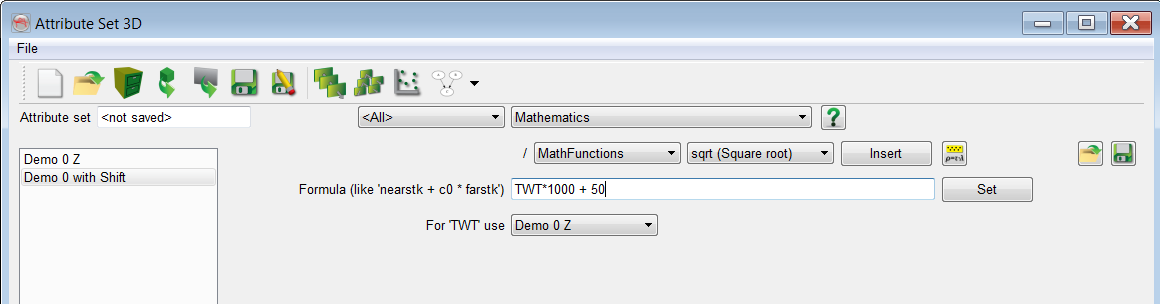 Attribute Set 3D
File
Attribute set <not saved> <All> Mathematics ?
Demo 0 Z / MathFunctions sqrt (Square root) Insert
Demo 0 with Shift Formula (like 'nearstk + c0 * farstk') TWT*1000 + 50 Set
For 'TWT' use Demo 0 Z